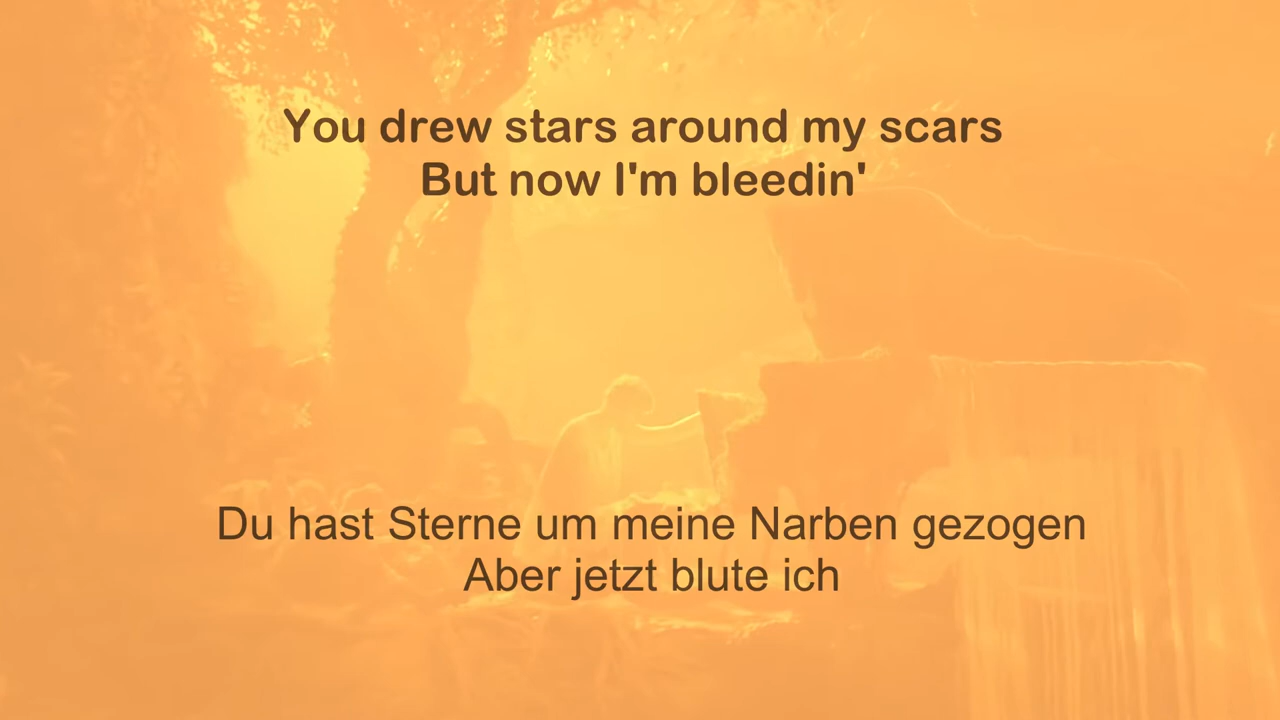 You drew stars around my scars
But now I'm bleedin'
Du hast Sterne um meine Narben gezogen
Aber jetzt blute ich